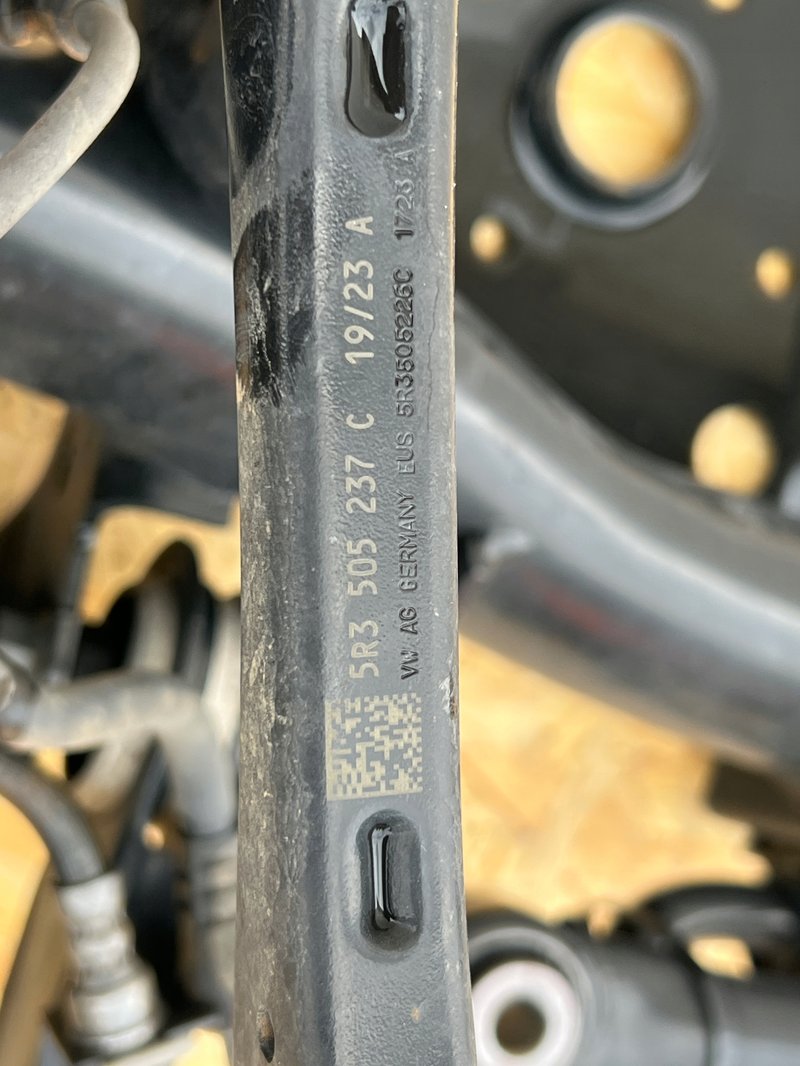 5R3 505 237 C 19/23 A
VW AG GERMANY EUS 5R3505226C 1723 A